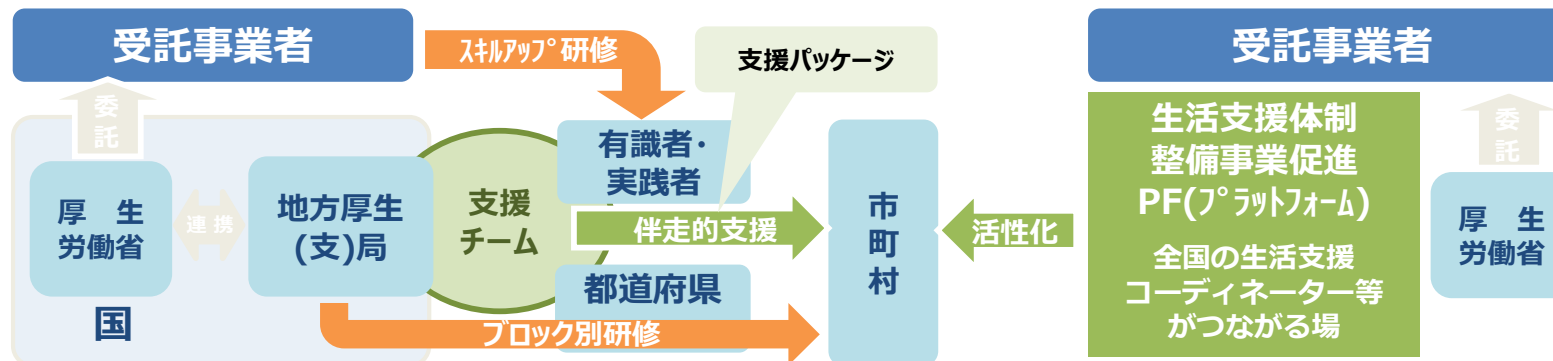 受託事業者
委
託
厚　生
労働省
連 携
地方厚生
(支)局
国
支援
チーム
ｽｷﾙｱｯﾌﾟ研修
支援パッケージ
有識者・
実践者
伴走的支援
都道府県
ブロック別研修
市
町
村
活性化
受託事業者
生活支援体制
整備事業促進
PF(ﾌﾟﾗｯﾄﾌｫｰﾑ)
全国の生活支援
コーディネーター等
がつながる場
委
託
厚　生
労働省